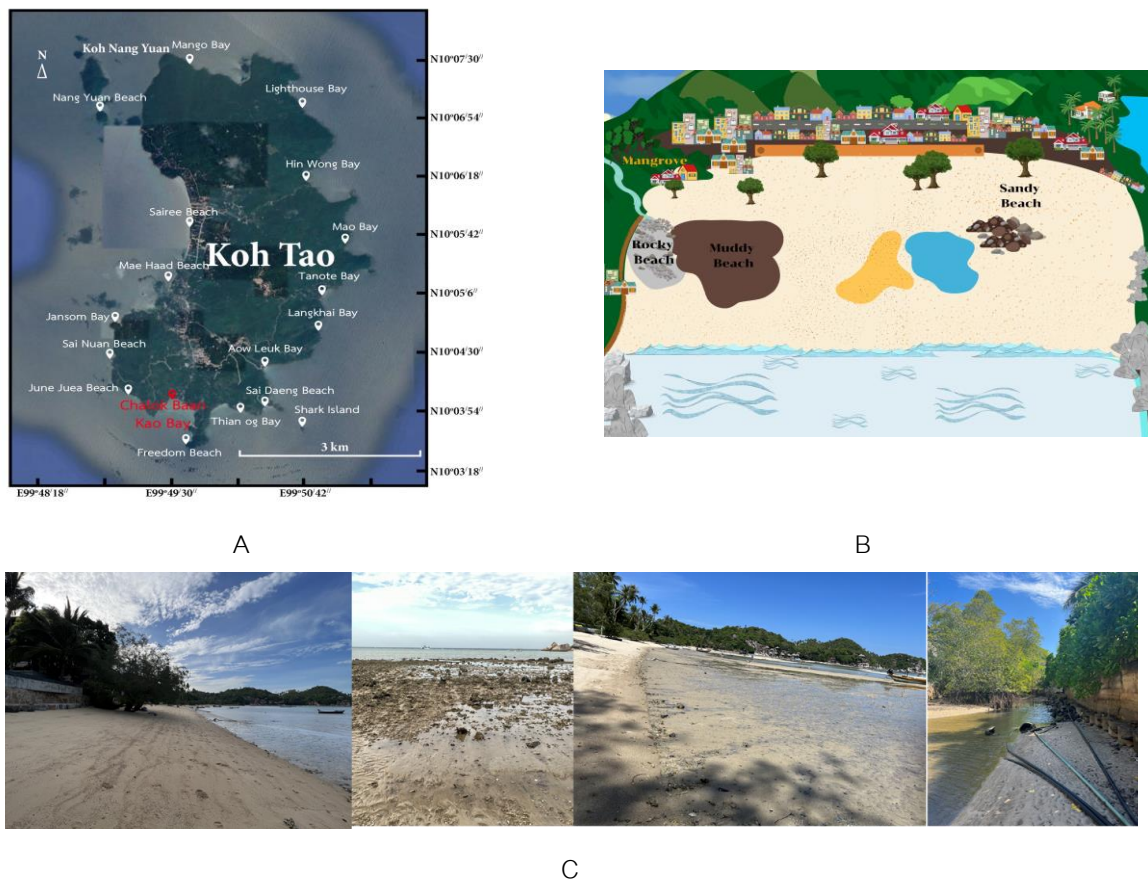 N
Koh Nang Yuan
Mango Bay
N10°07'30"
Nang Yuan Beach
Lighthouse Bay
N10°06'54"
Hin Wong Bay
N10°06'18"
Sairee Beach
Mao Bay
N10°05'42"
Koh Tao
Mae Haad Beach
Tanote Bay
N10°05'6"
Jansom Bay
Langkhai Bay
Sai Nuan Beach
Aow Leuk Bay
N10°04'30"
June Juea Beach
Sai Daeng Beach
Chalok Baan
Kao Bay
Thian og Bay
Shark Island
N10°03'54"
Freedom Beach
3 km
N10°03'18"
E99°48'18"
E99°49'30"
E99°50'42"
A
Mangrove
Sandy
Beach
Rocky
Beach
Muddy
Beach
B
C